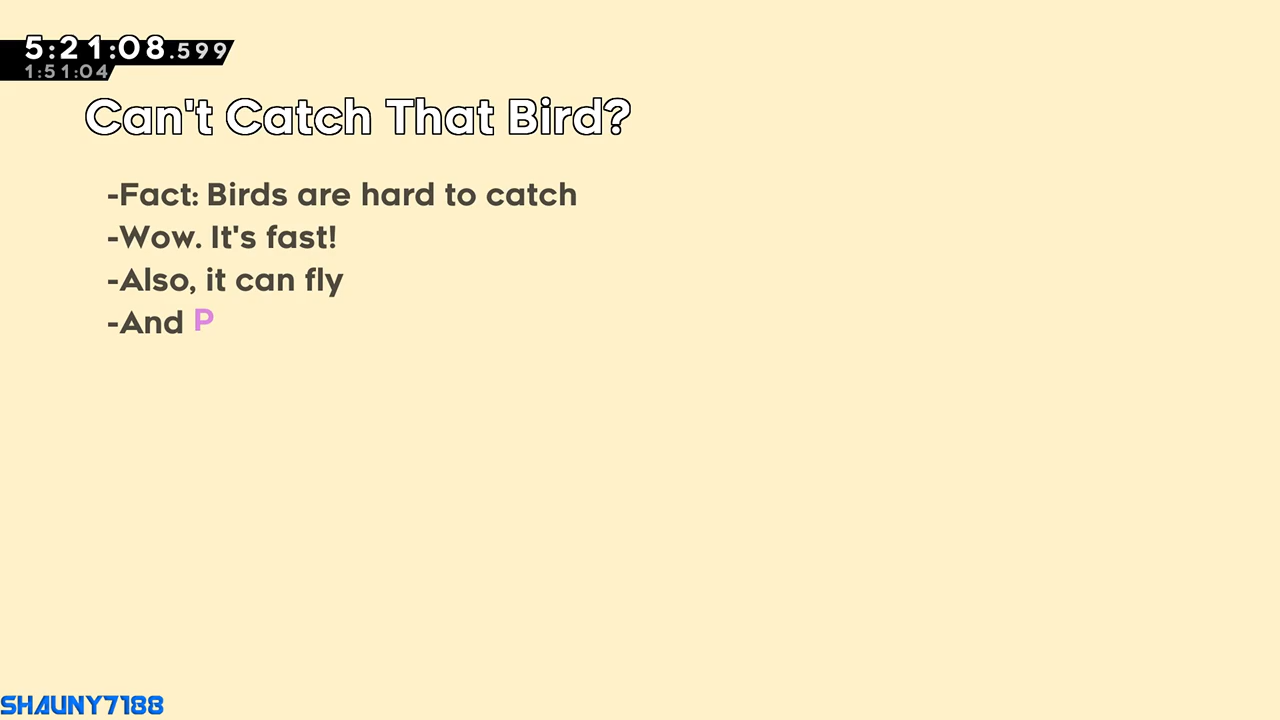 5:21:08.599
1:51:04
Can't Catch That Bird?
-Fact: Birds are hard to catch
-Wow. It's fast!
-Also, it can fly
-And P
SHAUNY7188